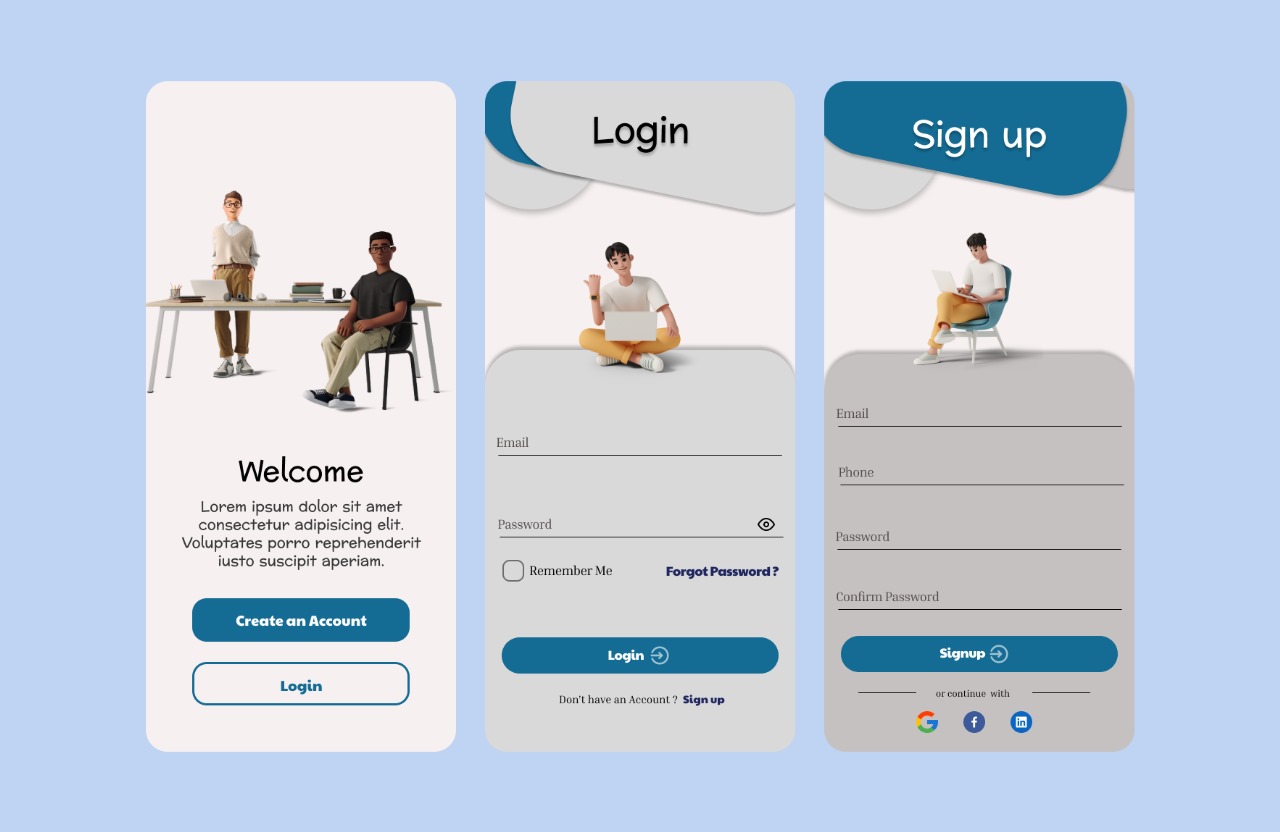 Welcome
Lorem ipsum dolor sit amet
consectetur adipisicing elit.
Voluptates porro reprehenderit
iusto suscipit aperiam.
Create an Account
Login
Login
Email
Password
Remember Me
Forgot Password ?
Login
Don't have an Account ? Sign up
Sign up
Email
Phone
Password
Confirm Password
Signup
or continue with